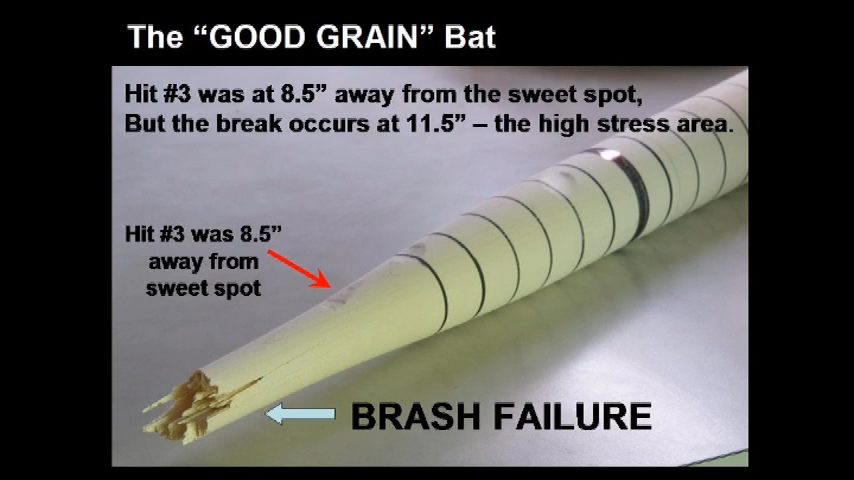 The “GOOD GRAIN” Bat
Hit #3 was at 8.5” away from the sweet spot,
But the break occurs at 11.5” – the high stress area.
Hit #3 was 8.5”
away from
sweet spot
BRASH FAILURE